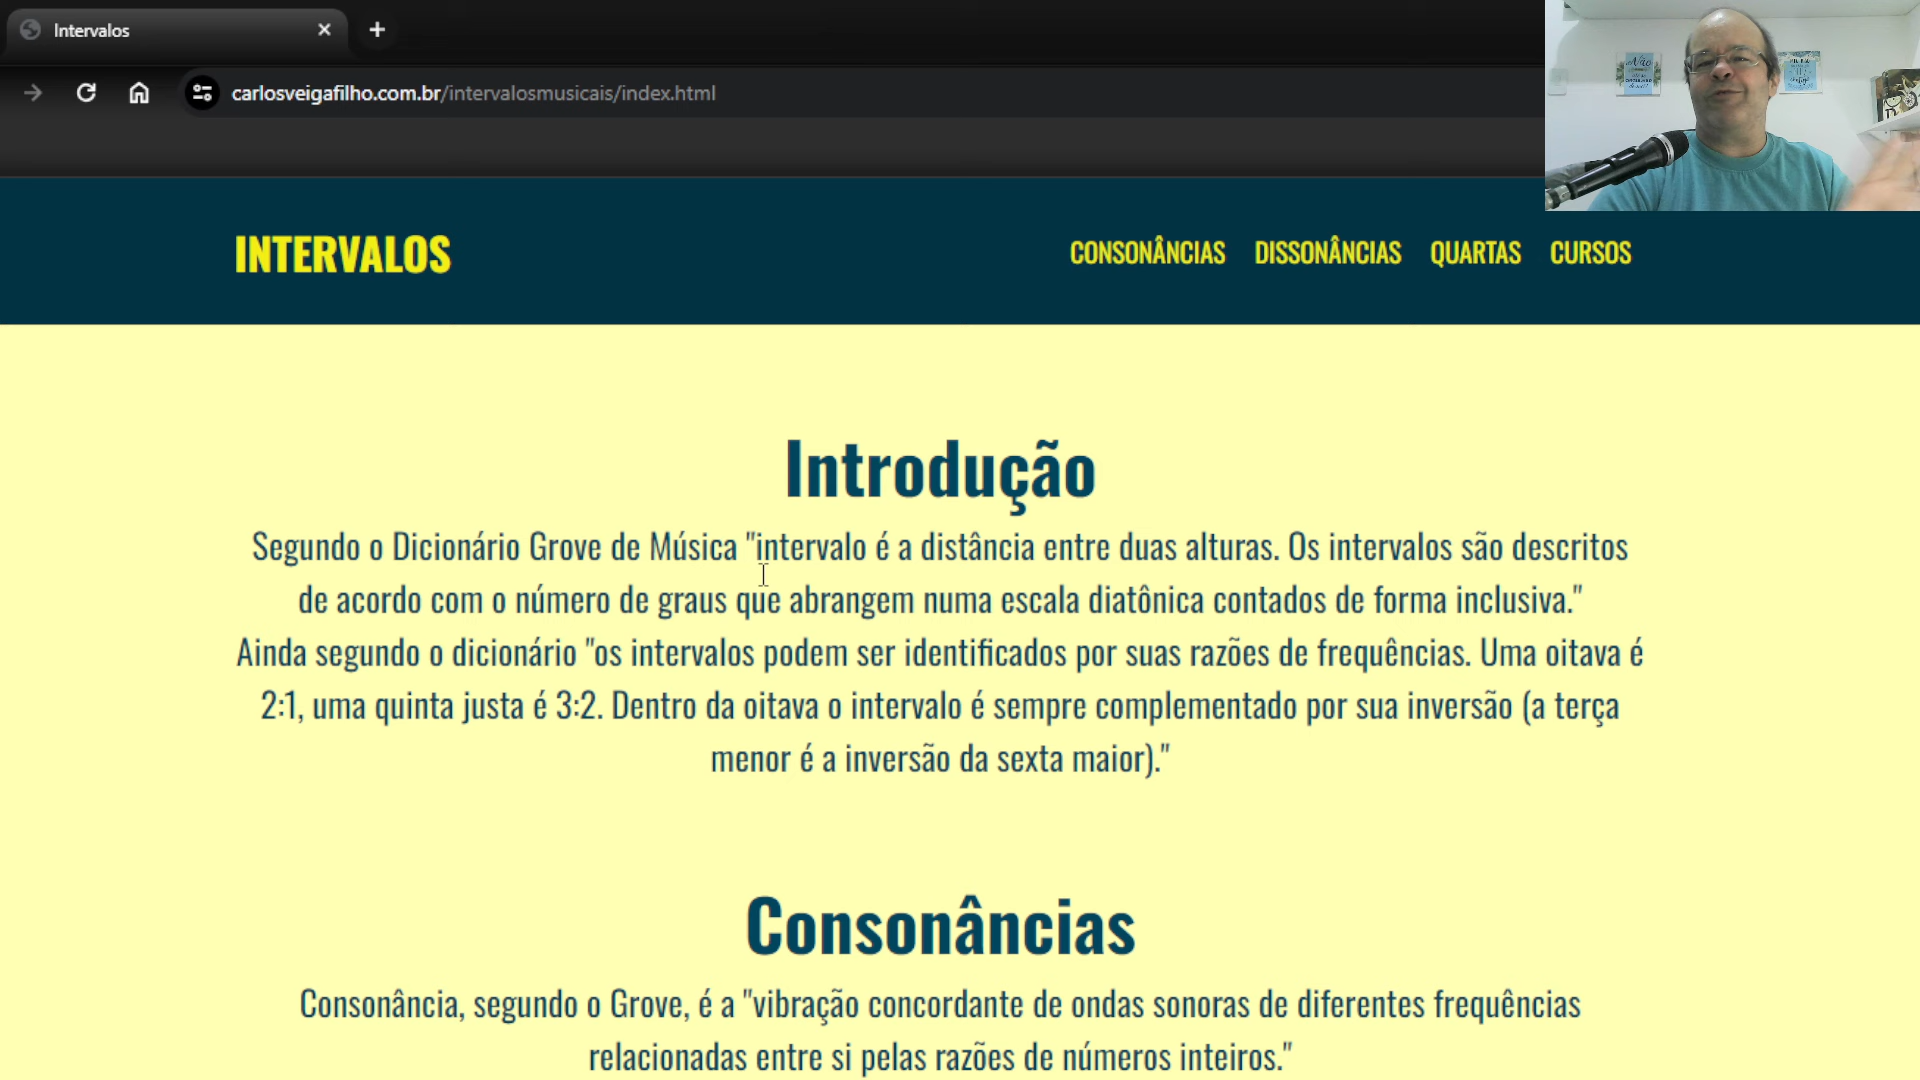 Intervalos
carlosveigafilho.com.br/intervalosmusicais/index.html
INTERVALOS
CONSONÂNCIAS DISSONÂNCIAS QUARTAS CURSOS
Introdução
Segundo o Dicionário Grove de Música "intervalo é a distância entre duas alturas. Os intervalos são descritos
de acordo com o número de graus que abrangem numa escala diatônica contados de forma inclusiva."
Ainda segundo o dicionário "os intervalos podem ser identificados por suas razões de frequências. Uma oitava é
2:1, uma quinta justa é 3:2. Dentro da oitava o intervalo é sempre complementado por sua inversão (a terça
menor é a inversão da sexta maior)."
Consonâncias
Consonância, segundo o Grove, é a "vibração concordante de ondas sonoras de diferentes frequências
relacionadas entre si pelas razões de números inteiros."